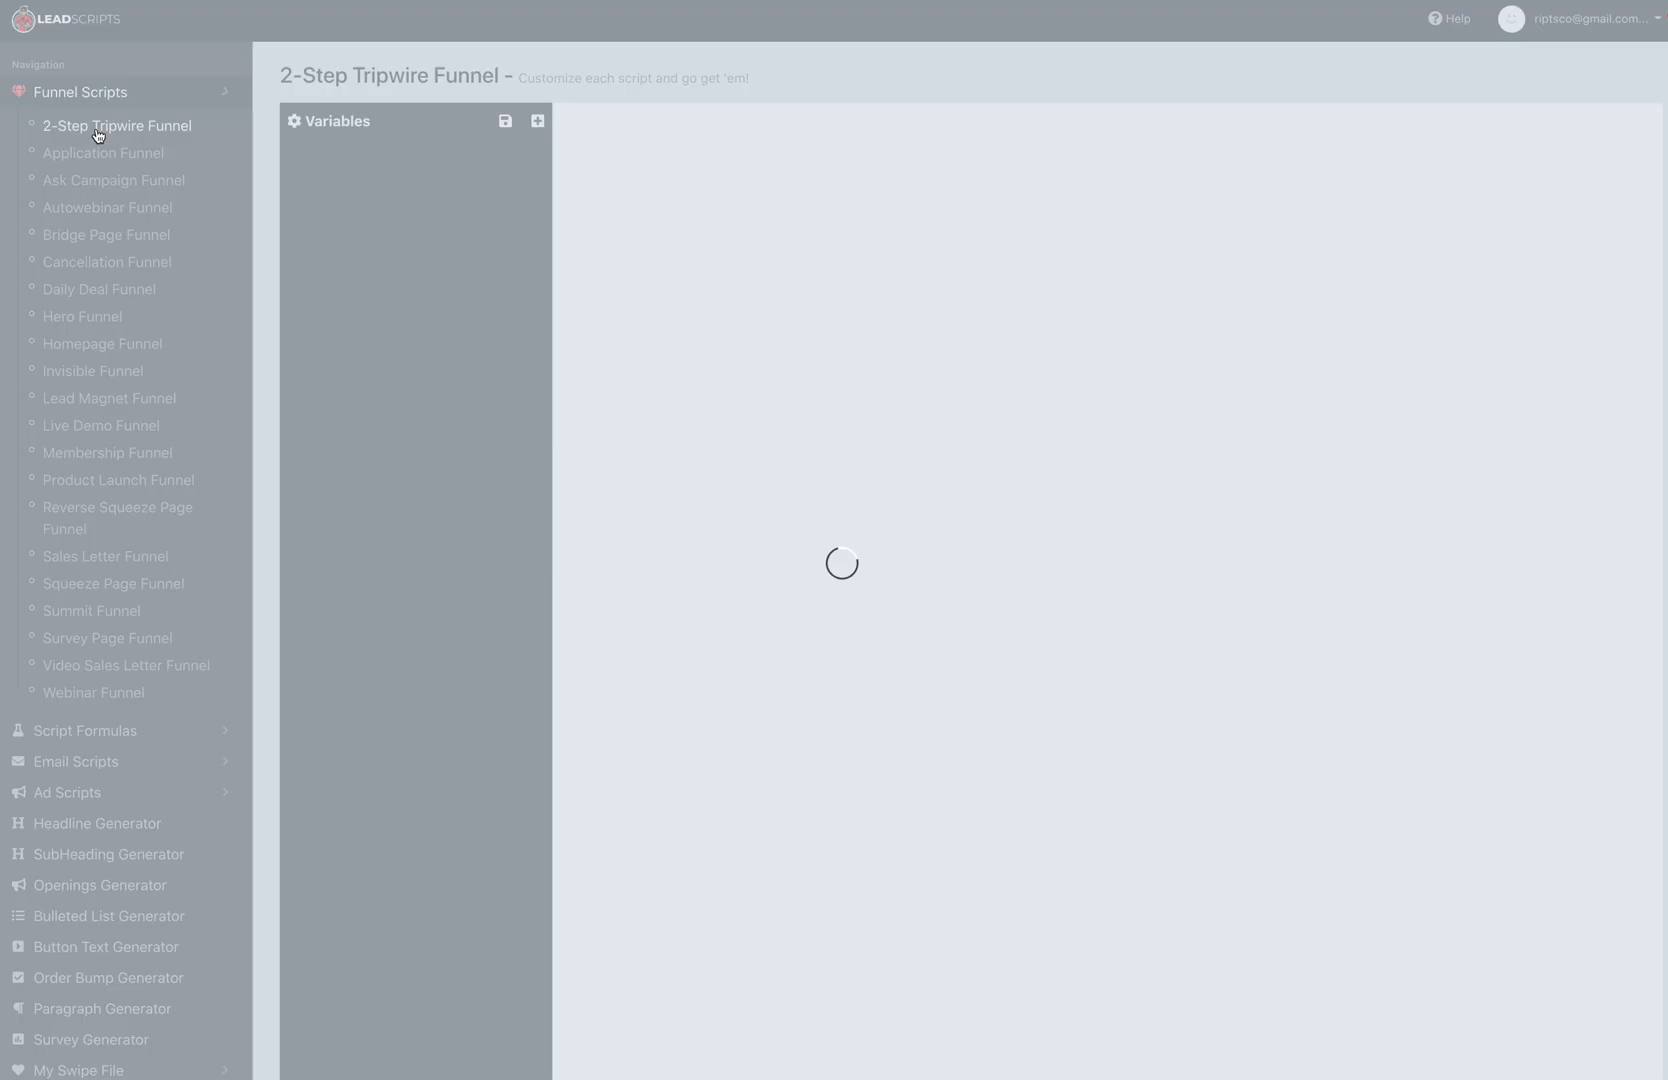 LEADSCRIPTS
Help
riptsco@gmail.com...
Navigation
Funnel Scripts
2-Step Tripwire Funnel
Application Funnel
Ask Campaign Funnel
Autowebinar Funnel
Bridge Page Funnel
Cancellation Funnel
Daily Deal Funnel
Hero Funnel
Homepage Funnel
Invisible Funnel
Lead Magnet Funnel
Live Demo Funnel
Membership Funnel
Product Launch Funnel
Reverse Squeeze Page
Funnel
Sales Letter Funnel
Squeeze Page Funnel
Summit Funnel
Survey Page Funnel
Video Sales Letter Funnel
Webinar Funnel
Script Formulas
Email Scripts
Ad Scripts
Headline Generator
SubHeading Generator
Openings Generator
Bulleted List Generator
Button Text Generator
Order Bump Generator
Paragraph Generator
Survey Generator
My Swipe File
2-Step Tripwire Funnel - Customize each script and go get 'em!
Variables